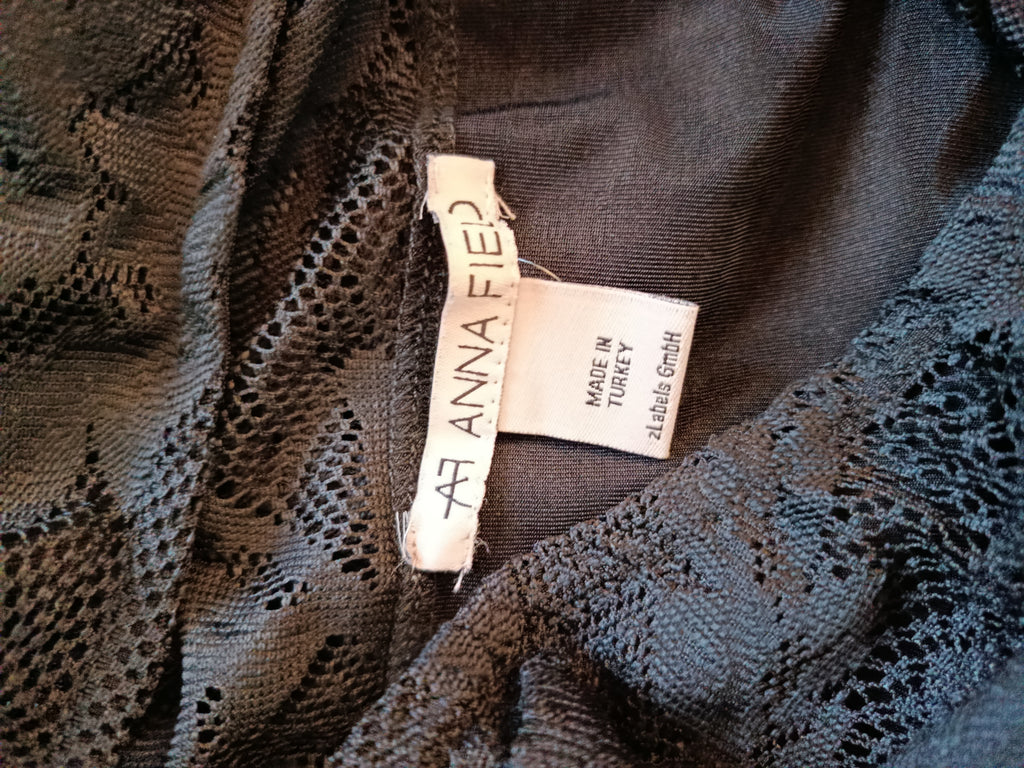 AF ANNA FIELD
MADE IN
TURKEY
zLabels GmbH